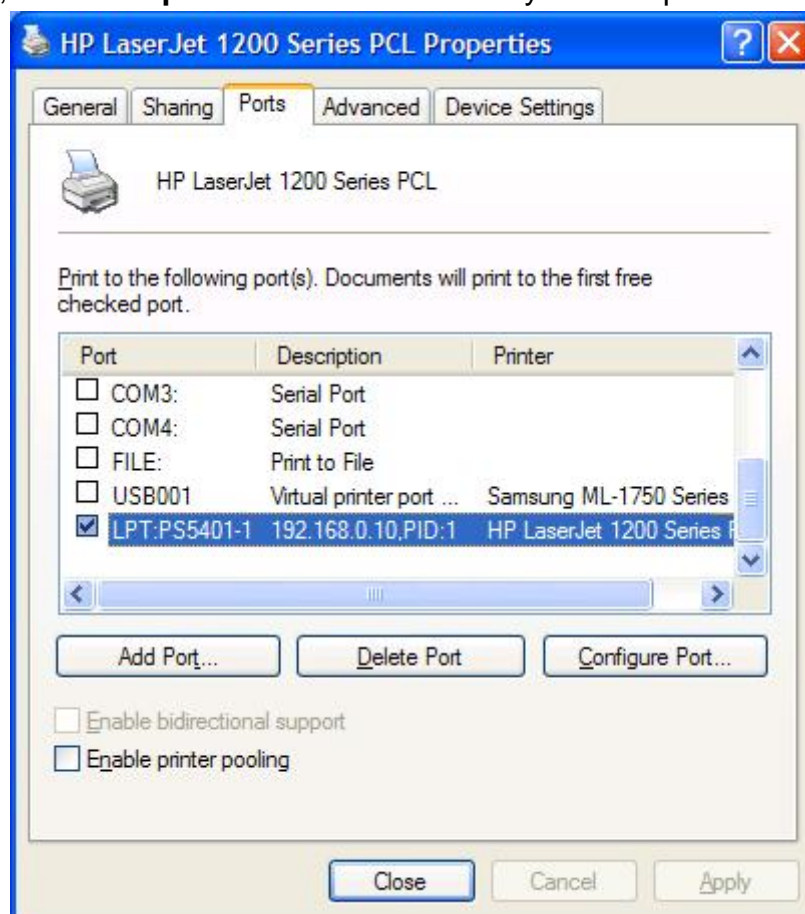 HP LaserJet 1200 Series PCL Properties
General Sharing Ports Advanced Device Settings
HP LaserJet 1200 Series PCL
Print to the following port(s). Documents will print to the first free
checked port.
Port Description Printer
COM3: Serial Port
COM4: Serial Port
FILE: Print to File
USB001 Virtual printer port ... Samsung ML-1750 Series
LPT:PS5401-1 192.168.0.10,PID:1 HP LaserJet 1200 Series
Add Port... Delete Port Configure Port...
Enable bidirectional support
Enable printer pooling
Close Cancel Apply